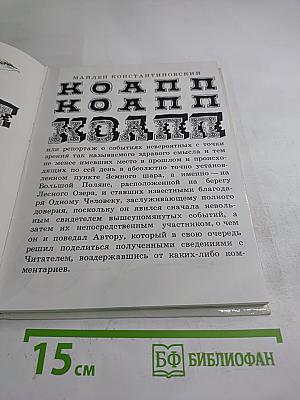 МАЙЛЕН КОНСТАНТИНОВСКИЙ
КОАПП
КОАПП
КОАПП
или репортаж о событиях невероятных с точки
зрения так называемого здравого смысла и тем
не менее имевших место в прошлом и происхо-
дящих по сей день в абсолютно точно установ-
ленном пункте Земного шара, а именно — на
Большой Поляне, расположенной на берегу
Лесного Озера, и ставших известными благода-
ря Одному Человеку, заслуживающему полного
доверия, поскольку он явился сначала неволь-
ным свидетелем вышеупомянутых событий, а
затем их непосредственным участником, о чем
он и поведал Автору, который в свою очередь
решил поделиться полученными сведениями с
Читателем, воздержавшись от каких-либо ком-
ментариев.
15 см
БФ БИБЛИОФАН